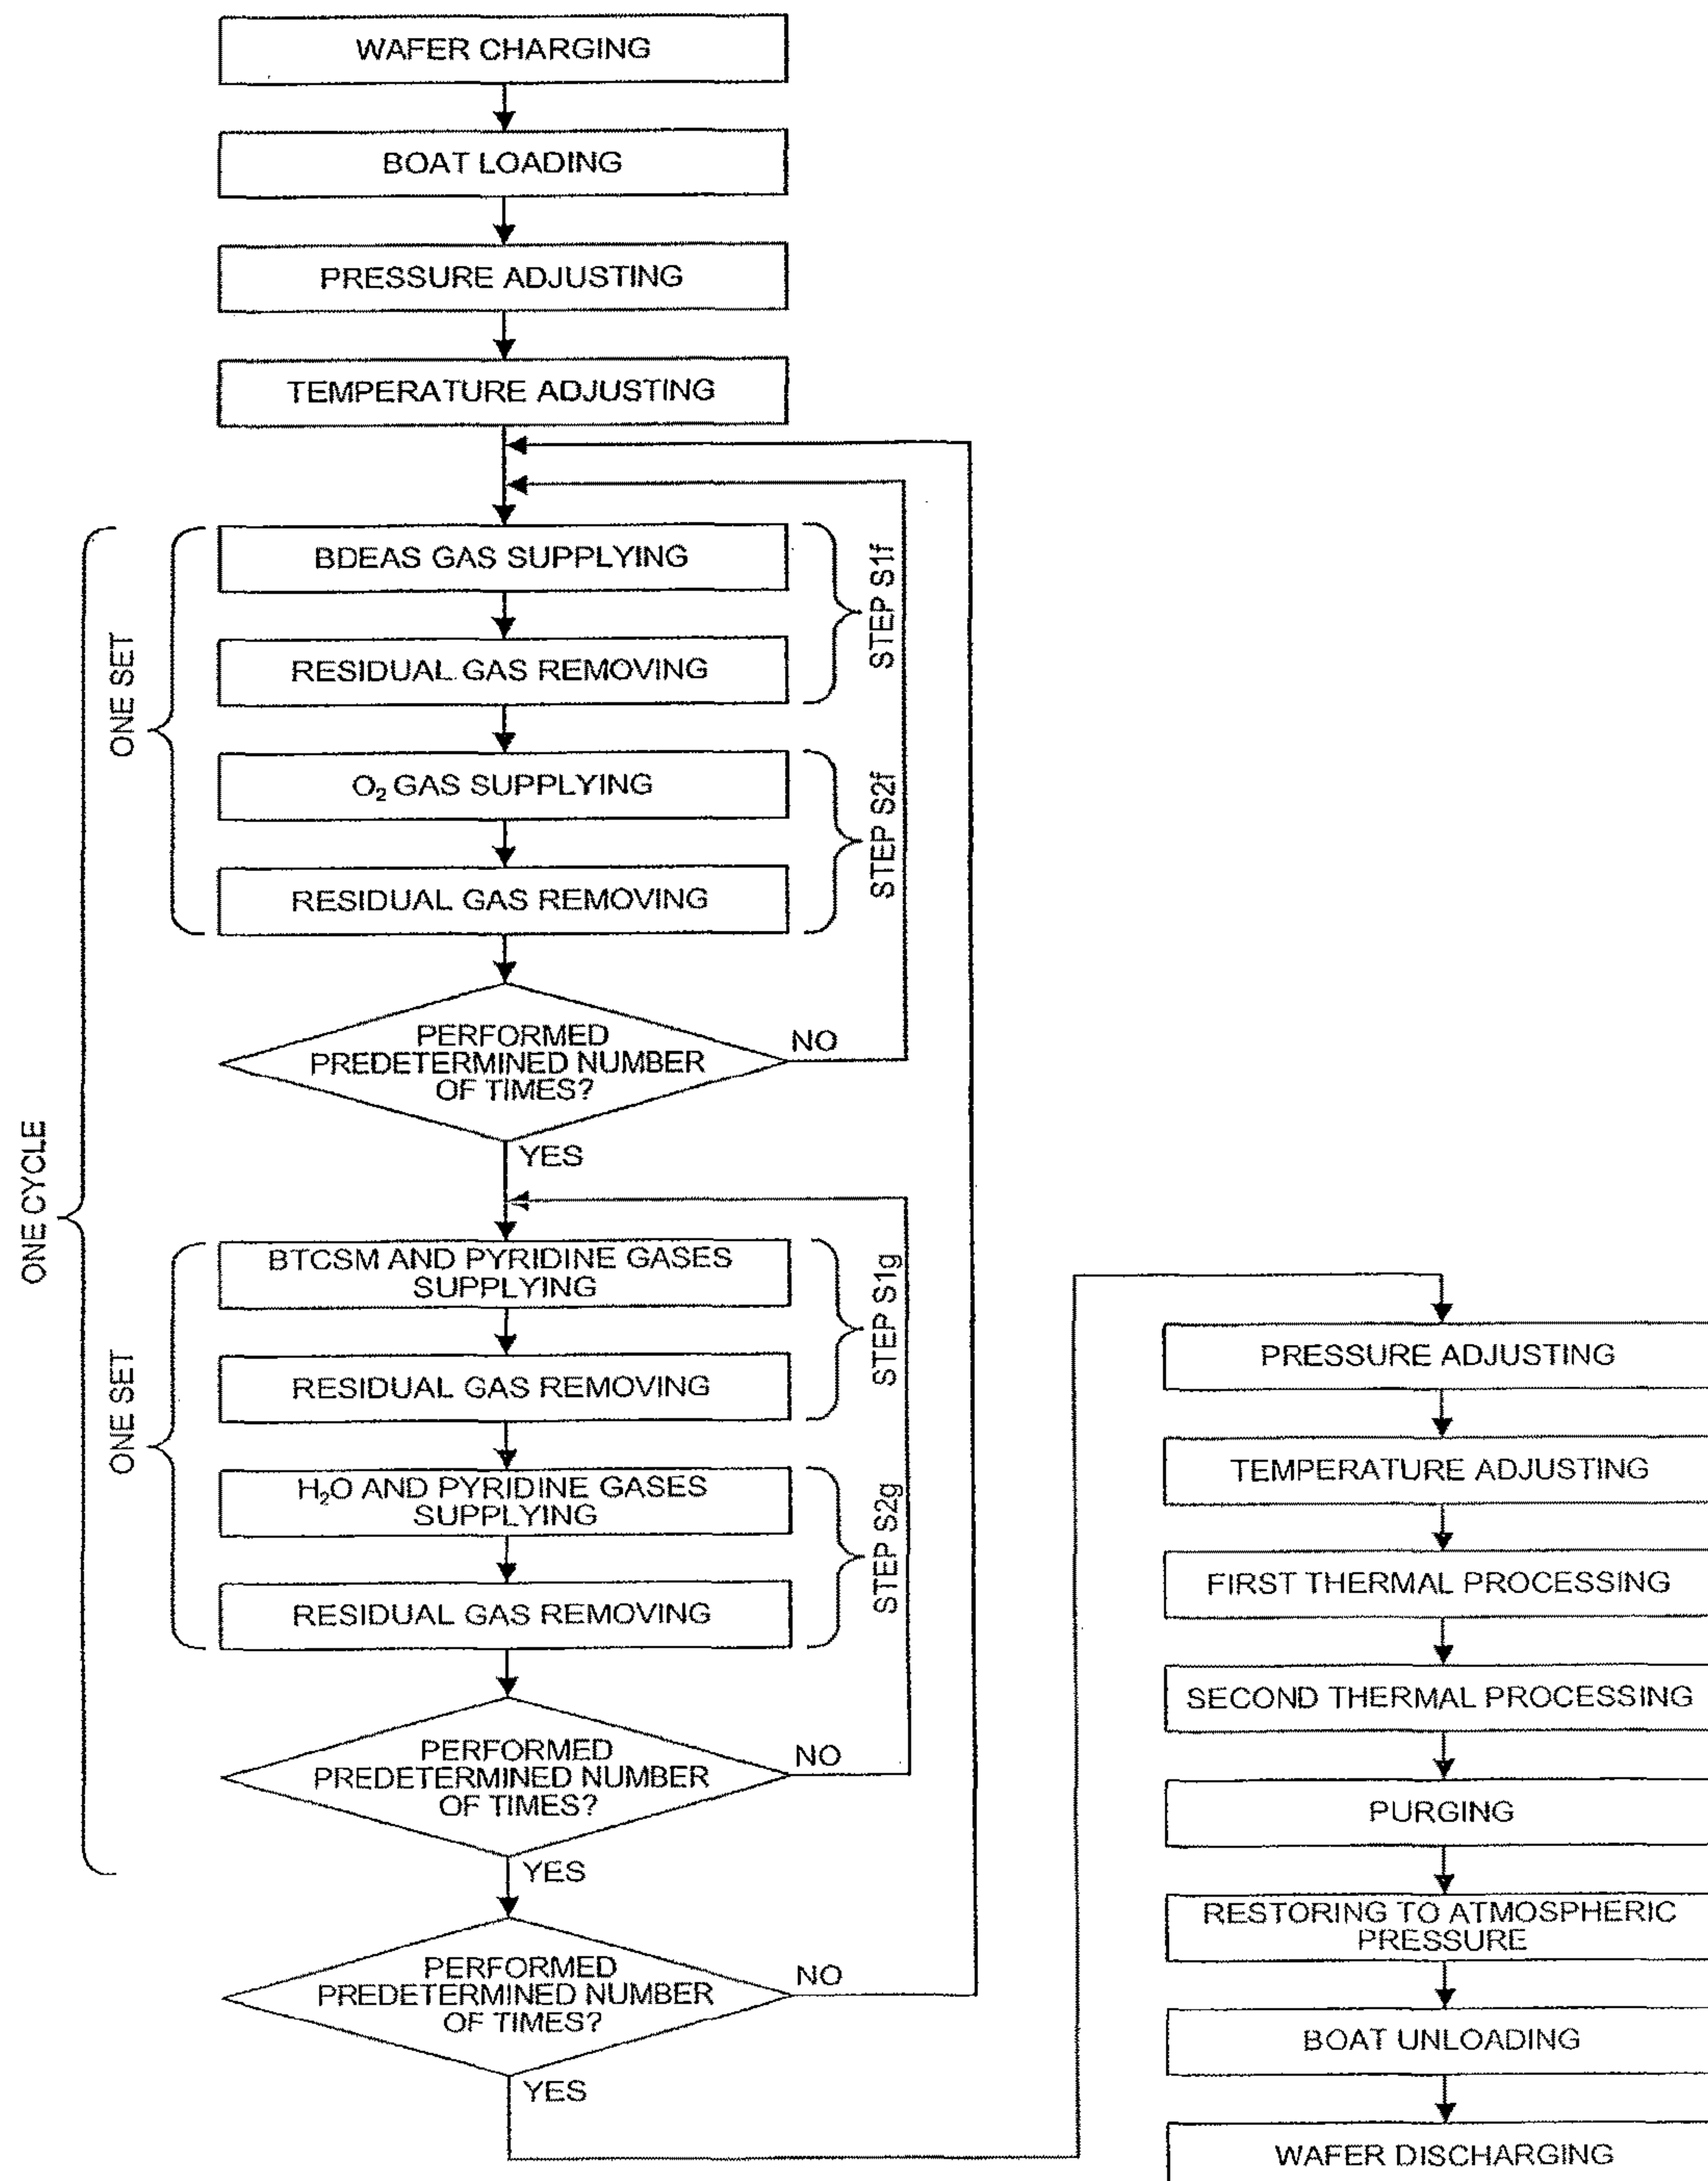 WAFER CHARGING
BOAT LOADING
PRESSURE ADJUSTING
TEMPERATURE ADJUSTING
ONE CYCLE
ONE SET
BDEAS GAS SUPPLYING
RESIDUAL GAS REMOVING
STEP S1f
O₂ GAS SUPPLYING
RESIDUAL GAS REMOVING
STEP S2f
PERFORMED
PREDETERMINED NUMBER
OF TIMES?
NO
YES
ONE SET
BTCSM AND PYRIDINE GASES
SUPPLYING
RESIDUAL GAS REMOVING
STEP S1g
H₂O AND PYRIDINE GASES
SUPPLYING
RESIDUAL GAS REMOVING
STEP S2g
PERFORMED
PREDETERMINED NUMBER
OF TIMES?
NO
YES
PERFORMED
PREDETERMINED NUMBER
OF TIMES?
NO
YES
PRESSURE ADJUSTING
TEMPERATURE ADJUSTING
FIRST THERMAL PROCESSING
SECOND THERMAL PROCESSING
PURGING
RESTORING TO ATMOSPHERIC
PRESSURE
BOAT UNLOADING
WAFER DISCHARGING